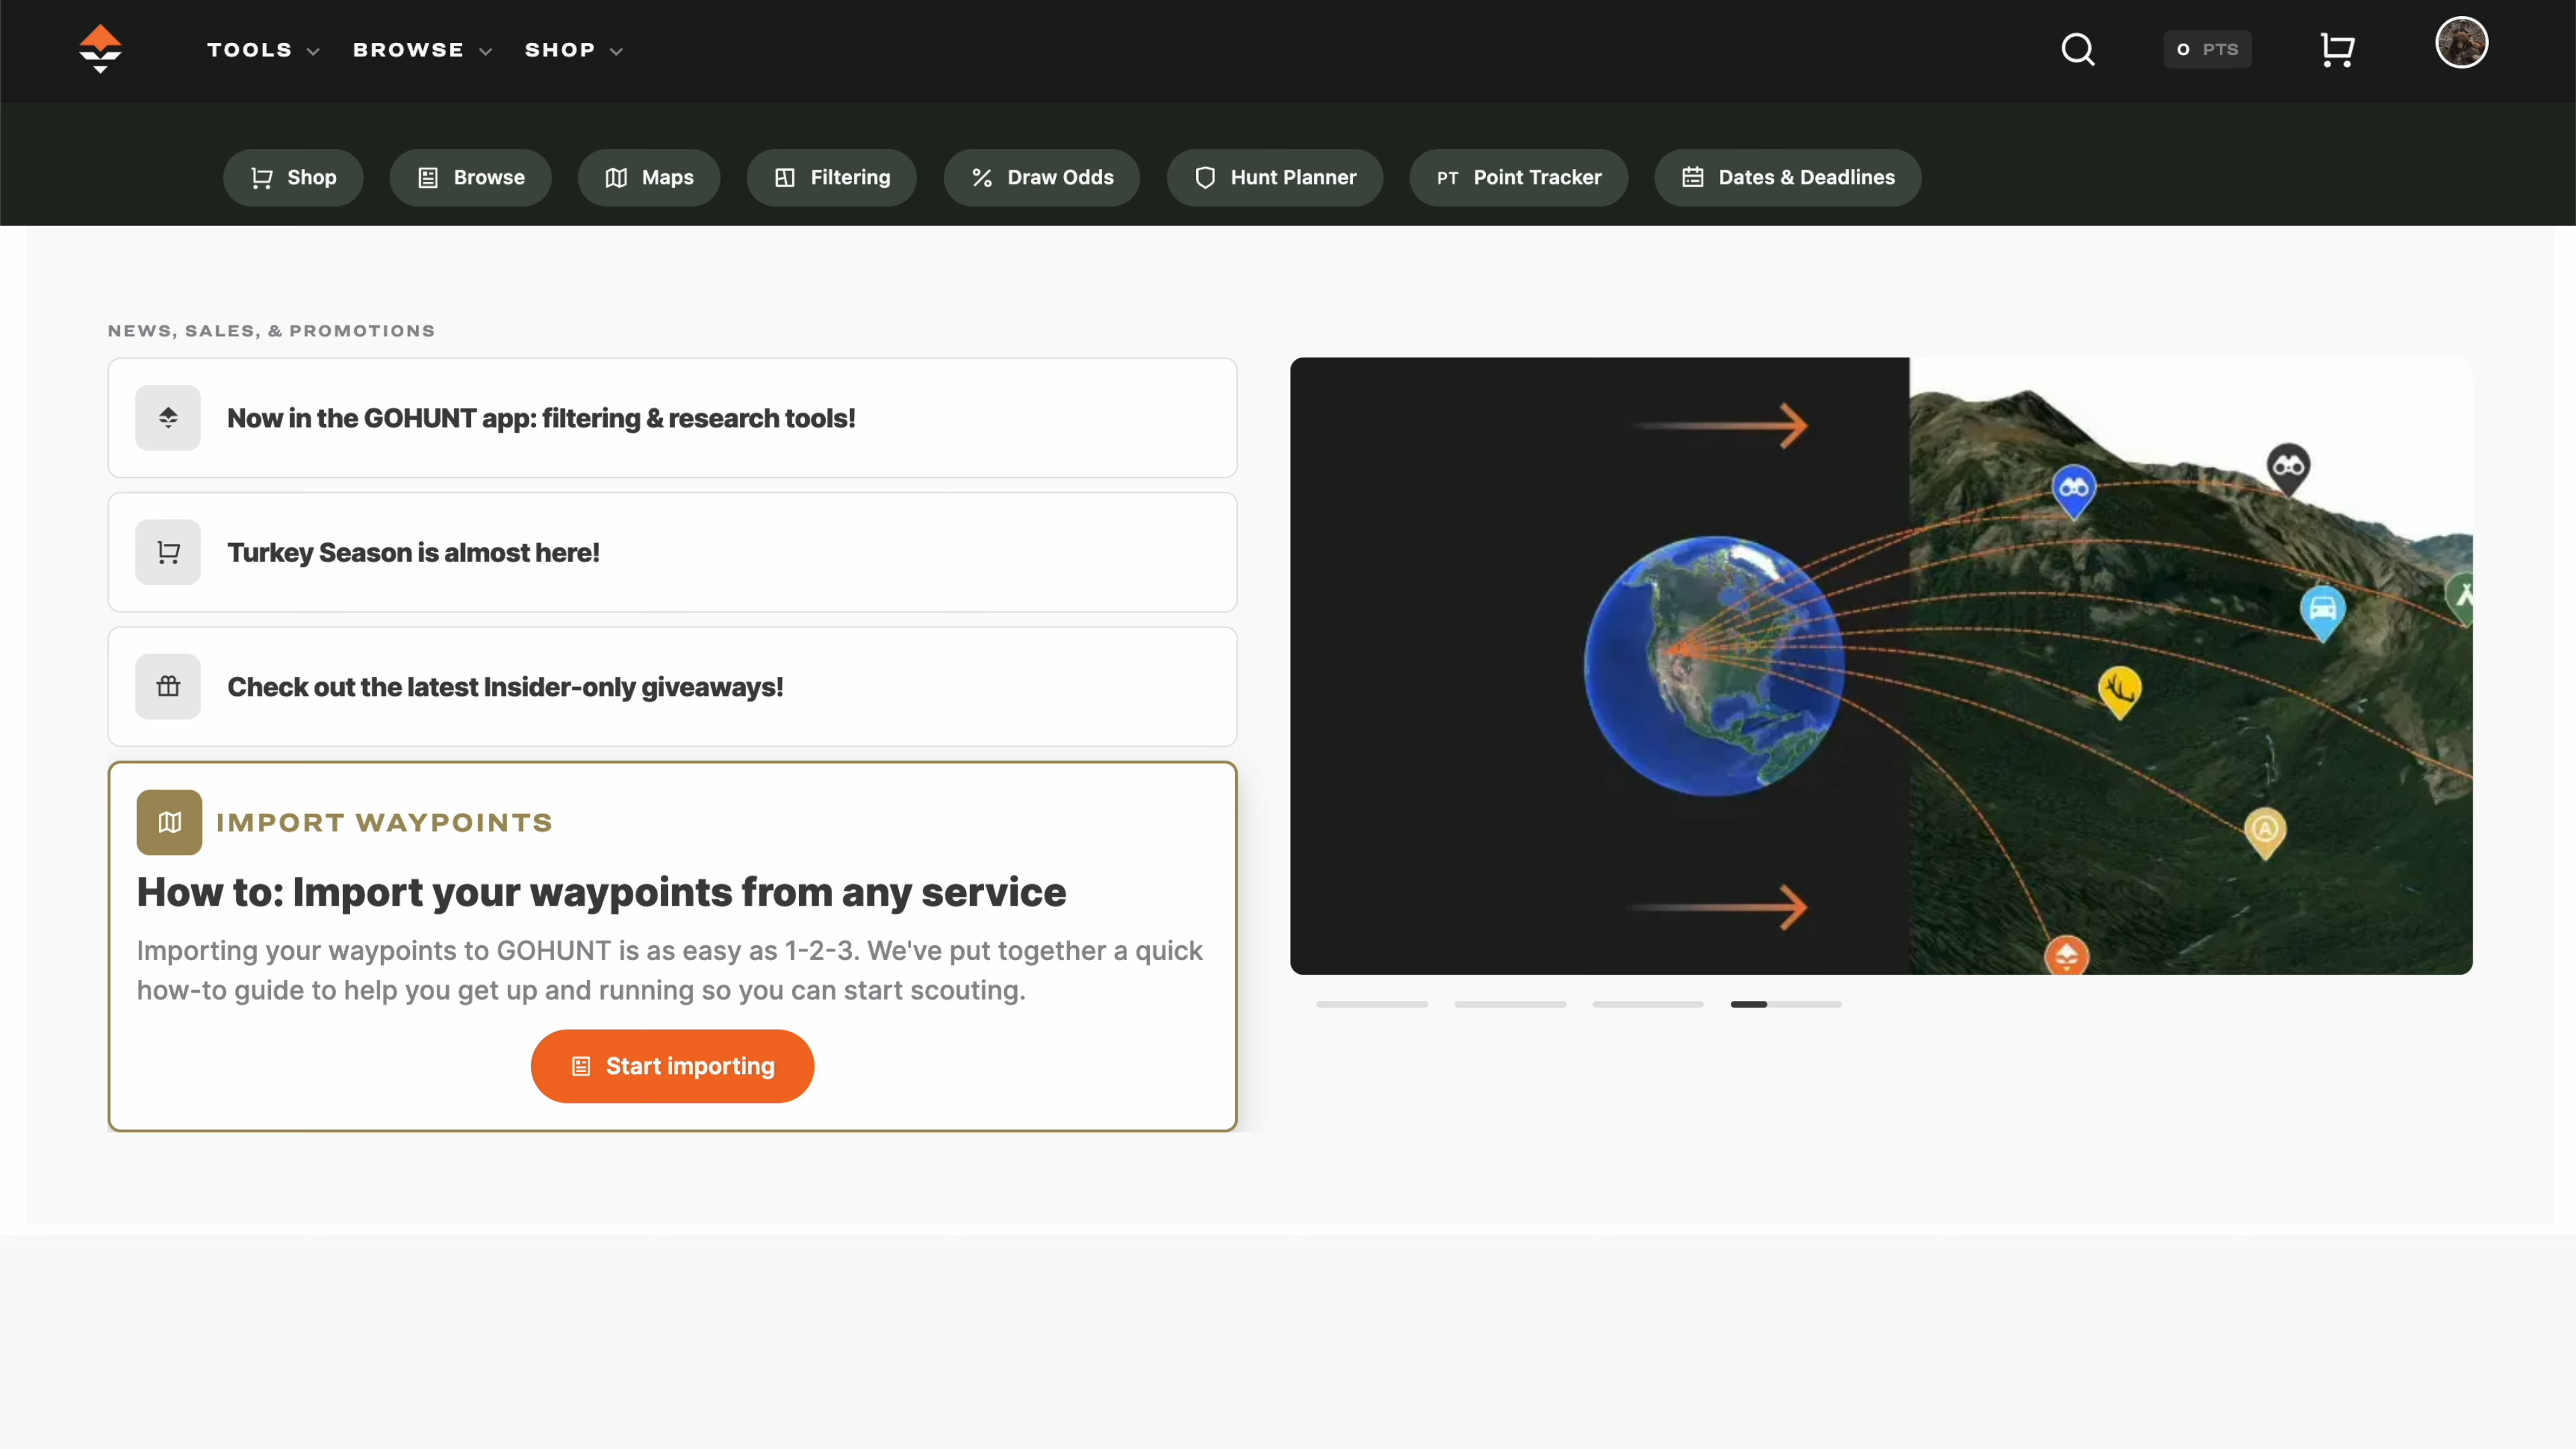 TOOLS
BROWSE
SHOP
0 PTS
Shop
Browse
Maps
Filtering
% Draw Odds
Hunt Planner
PT Point Tracker
Dates & Deadlines
NEWS, SALES, & PROMOTIONS
Now in the GOHUNT app: filtering & research tools!
Turkey Season is almost here!
Check out the latest Insider-only giveaways!
IMPORT WAYPOINTS
How to: Import your waypoints from any service
Importing your waypoints to GOHUNT is as easy as 1-2-3. We've put together a quick
how-to guide to help you get up and running so you can start scouting.
Start importing
A